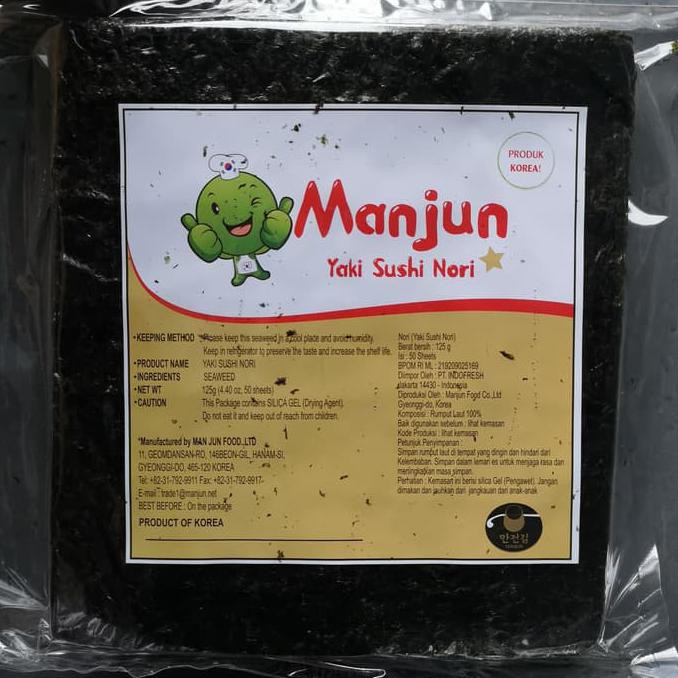 PRODUK
KOREA!
Manjun
Yaki Sushi Nori
• KEEPING METHOD Please keep this seaweed in a cool place and avoid humidity.
Keep in refrigerator to preserve the taste and increase the shelf life.
• PRODUCT NAME YAKI SUSHI NORI
• INGREDIENTS SEAWEED
• NET WT 125g (4.40 oz, 50 sheets)
• CAUTION This Package contains SILICA GEL (Drying Agent).
Do not eat it and keep out of reach from children.
*Manufactured by MAN JUN FOOD.,LTD
11, GEOMDANSAN-RO, 146BEON-GIL, HANAM-SI,
GYEONGGI-DO, 465-120 KOREA
Tel: +82-31-792-9911 Fax: +82-31-792-9917
E-mail : trade1@manjun.net
BEST BEFORE : On the package
PRODUCT OF KOREA
Nori (Yaki Sushi Nori)
Berat bersih : 125 g
Isi : 50 Sheets
BPOM RI ML : 219209025169
Diimpor Oleh : PT. INDOFRESH
Jakarta 14430 - Indonesia
Diproduksi Oleh : Manjun Food Co.,Ltd
Gyeonggi-do, Korea
Komposisi : Rumput Laut 100%
Baik digunakan sebelum : lihat kemasan
Kode Produksi : lihat kemasan
Petunjuk Penyimpanan :
Simpan rumput laut di tempat yang dingin dan hindari dari
Kelembaban. Simpan dalam lemari es untuk menjaga rasa dan
meningkatkan masa simpan.
Perhatian : Kemasan ini berisi silica Gel (Pengawet). Jangan
dimakan dan jauhkan dari jangkauan dari anak-anak
만전김